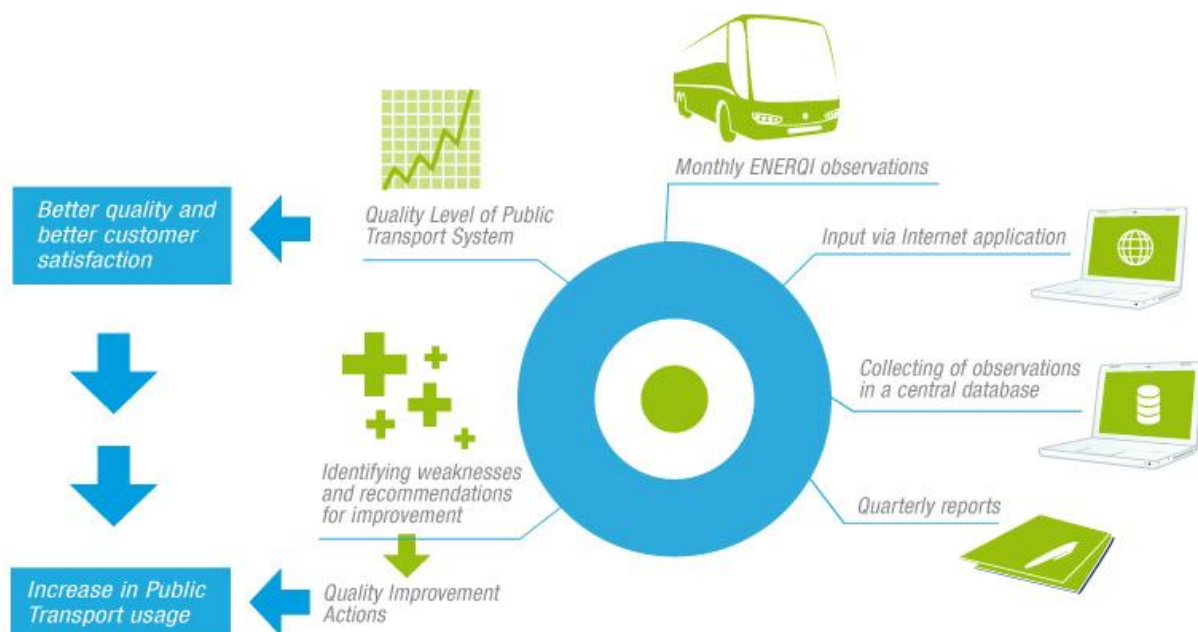 Monthly ENERQI observations
Input via Internet application
Collecting of observations
in a central database
Quarterly reports
Identifying weaknesses
and recommendations
for improvement
Quality Improvement
Actions
Quality Level of Public
Transport System
Better quality and
better customer
satisfaction
Increase in Public
Transport usage